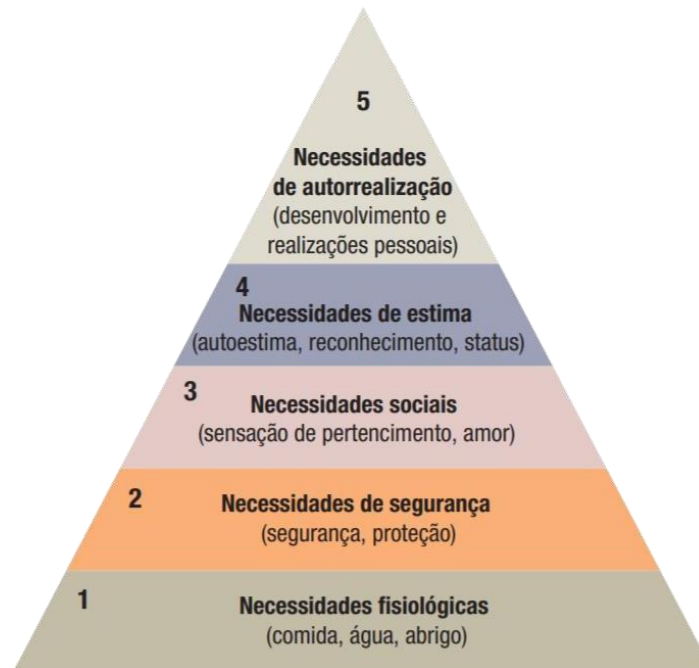 5
Necessidades
de autorrealização
(desenvolvimento e
realizações pessoais)
4
Necessidades de estima
(autoestima, reconhecimento, status)
3
Necessidades sociais
(sensação de pertencimento, amor)
2
Necessidades de segurança
(segurança, proteção)
1
Necessidades fisiológicas
(comida, água, abrigo)